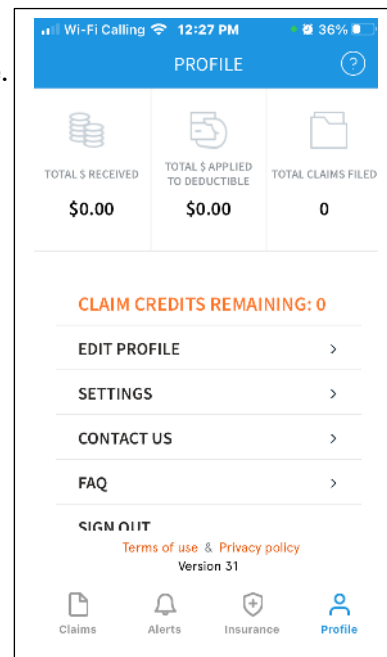 Wi-Fi Calling 12:27 PM 36%
PROFILE ?
TOTAL $ RECEIVED
$0.00
TOTAL $ APPLIED
TO DEDUCTIBLE
$0.00
TOTAL CLAIMS FILED
0
CLAIM CREDITS REMAINING: 0
EDIT PROFILE
SETTINGS
CONTACT US
FAQ
SIGN OUT
Terms of use & Privacy policy
Version 31
Claims Alerts Insurance Profile